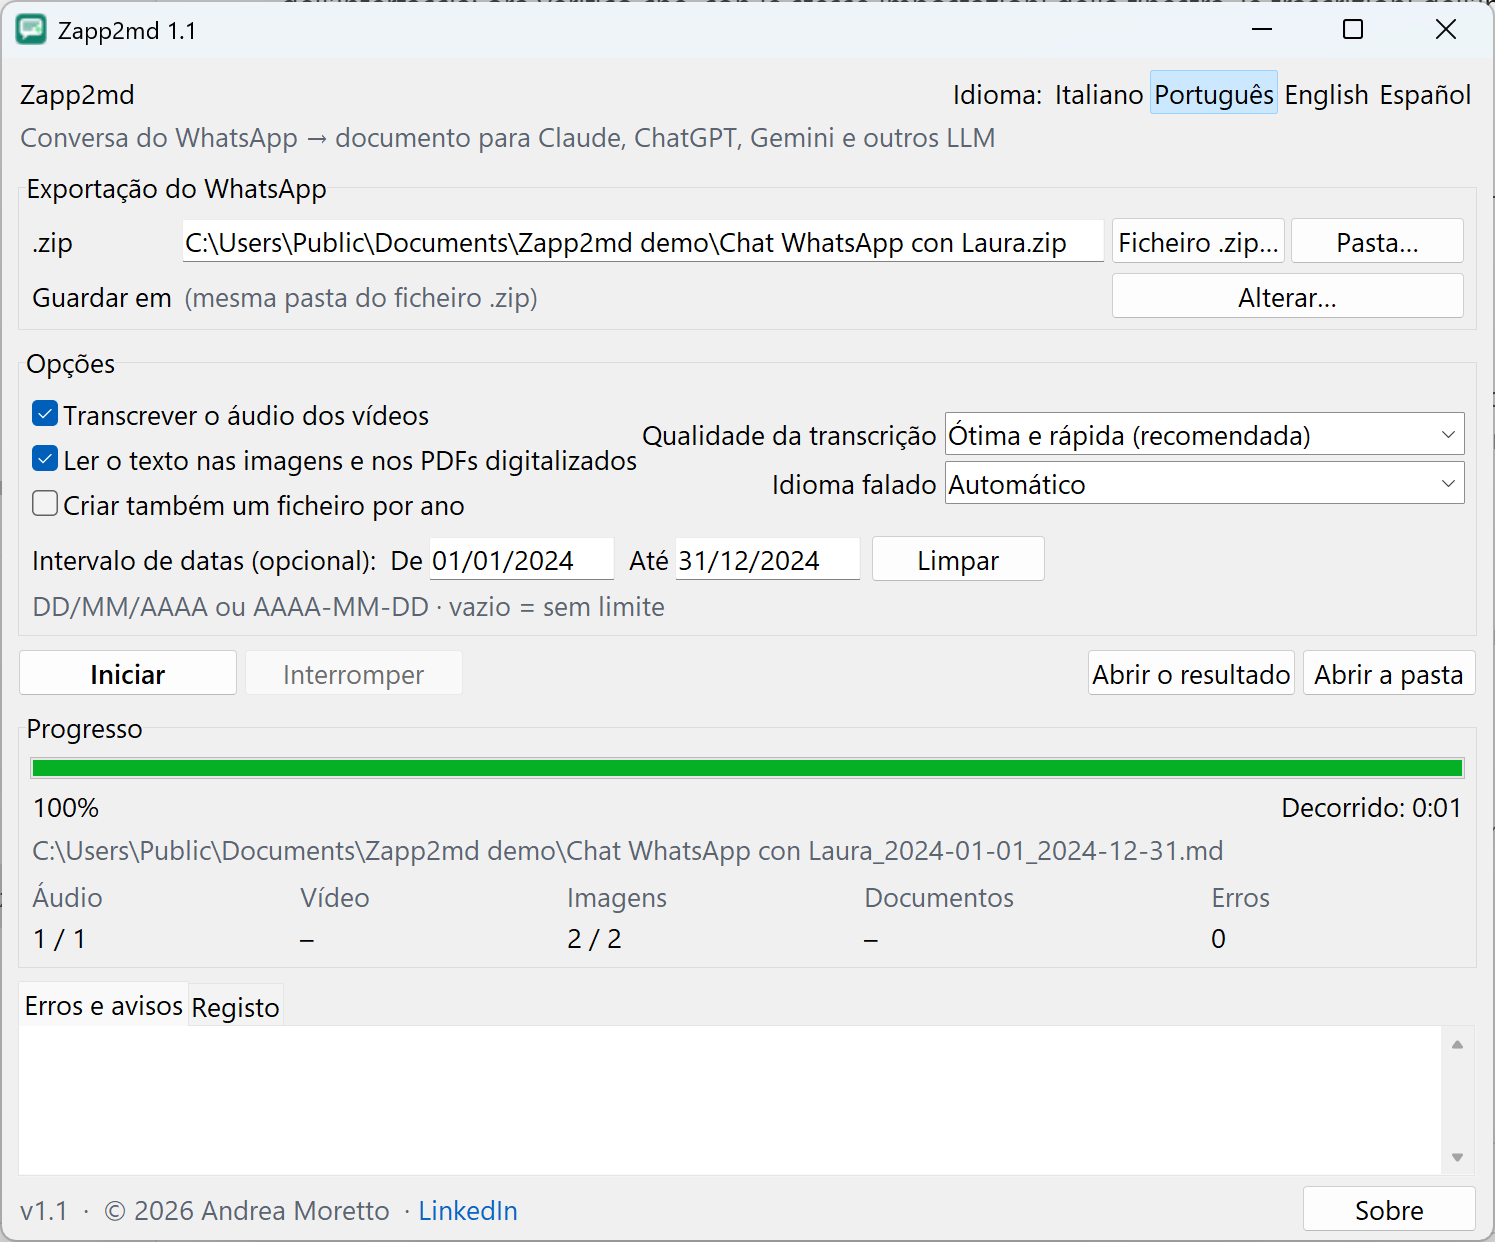 Zapp2md 1.1
Zapp2md
Idioma: Italiano Português English Español
Conversa do WhatsApp → documento para Claude, ChatGPT, Gemini e outros LLM
Exportação do WhatsApp
.zip C:\Users\Public\Documents\Zapp2md demo\Chat WhatsApp con Laura.zip Ficheiro .zip... Pasta...
Guardar em (mesma pasta do ficheiro .zip) Alterar...
Opções
Transcrever o áudio dos vídeos
Qualidade da transcrição Ótima e rápida (recomendada)
Ler o texto nas imagens e nos PDFs digitalizados
Idioma falado Automático
Criar também um ficheiro por ano
Intervalo de datas (opcional): De 01/01/2024 Até 31/12/2024 Limpar
DD/MM/AAAA ou AAAA-MM-DD · vazio = sem limite
Iniciar Interromper Abrir o resultado Abrir a pasta
Progresso
100% Decorrido: 0:01
C:\Users\Public\Documents\Zapp2md demo\Chat WhatsApp con Laura_2024-01-01_2024-12-31.md
Áudio Vídeo Imagens Documentos Erros
1 / 1 – 2 / 2 – 0
Erros e avisos Registo
v1.1 · © 2026 Andrea Moretto · LinkedIn Sobre